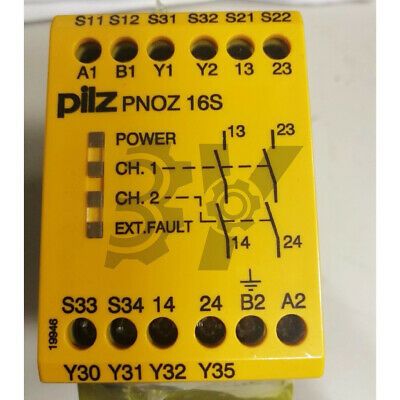 S11 S12 S31 S32 S21 S22
A1 B1 Y1 Y2 13 23
pilz PNOZ 16S
POWER
13 23
CH. 1
CH. 2
EXT.FAULT
14 24
S33 S34 14 24 B2 A2
19946
Y30 Y31 Y32 Y35